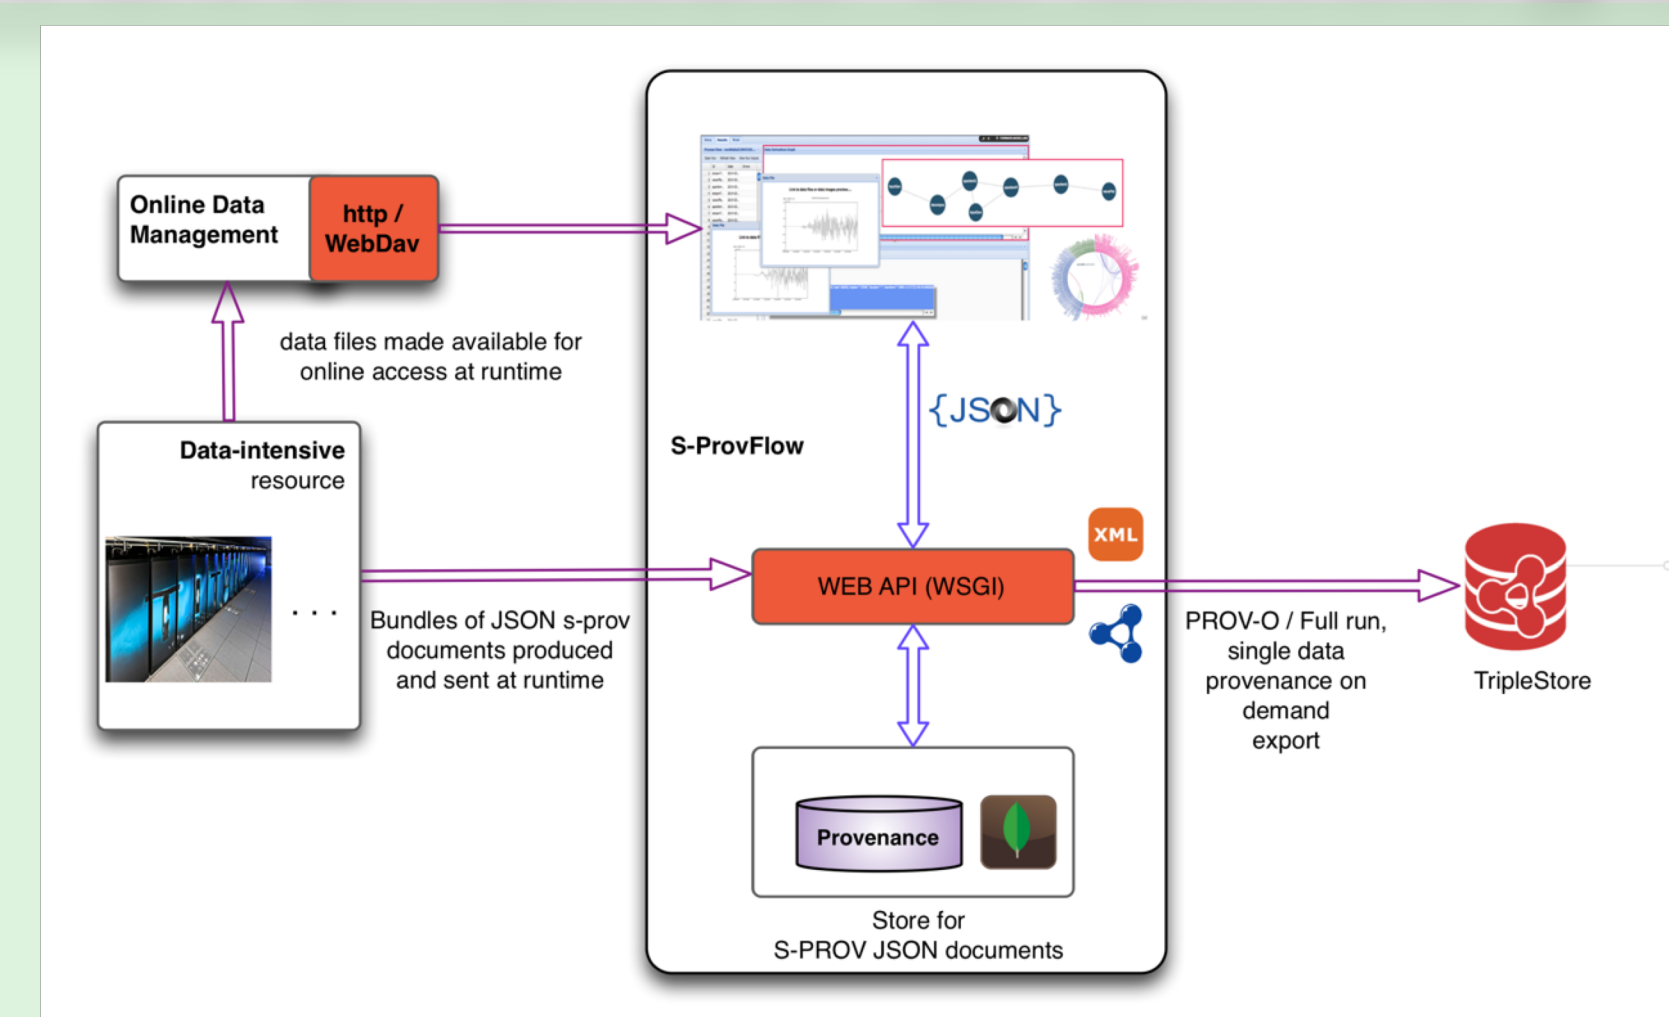 Online Data
Management
http /
WebDav
data files made available for
online access at runtime
Data-intensive
resource
. . .
Bundles of JSON s-prov
documents produced
and sent at runtime
S-ProvFlow
{JSON}
XML
WEB API (WSGI)
PROV-O / Full run,
single data
provenance on
demand
export
TripleStore
Provenance
Store for
S-PROV JSON documents